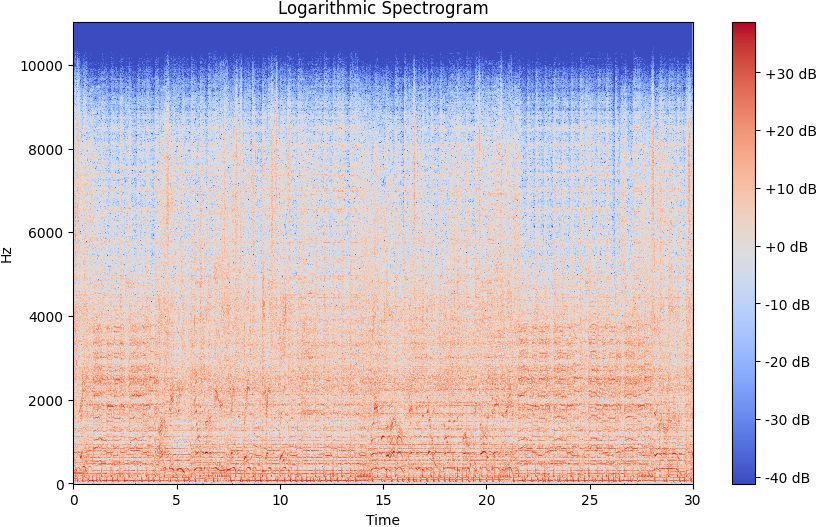 Logarithmic Spectrogram
10000
8000
6000
4000
2000
0
Hz
0 5 10 15 20 25 30
Time
+30 dB
+20 dB
+10 dB
+0 dB
-10 dB
-20 dB
-30 dB
-40 dB